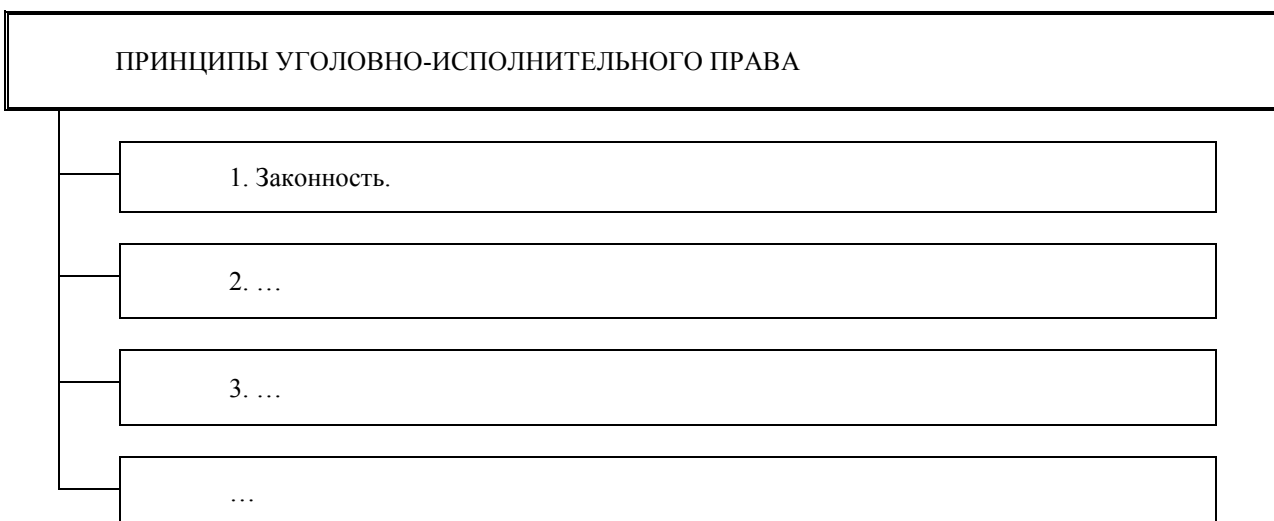 ПРИНЦИПЫ УГОЛОВНО-ИСПОЛНИТЕЛЬНОГО ПРАВА
1. Законность.
2. …
3. …
…